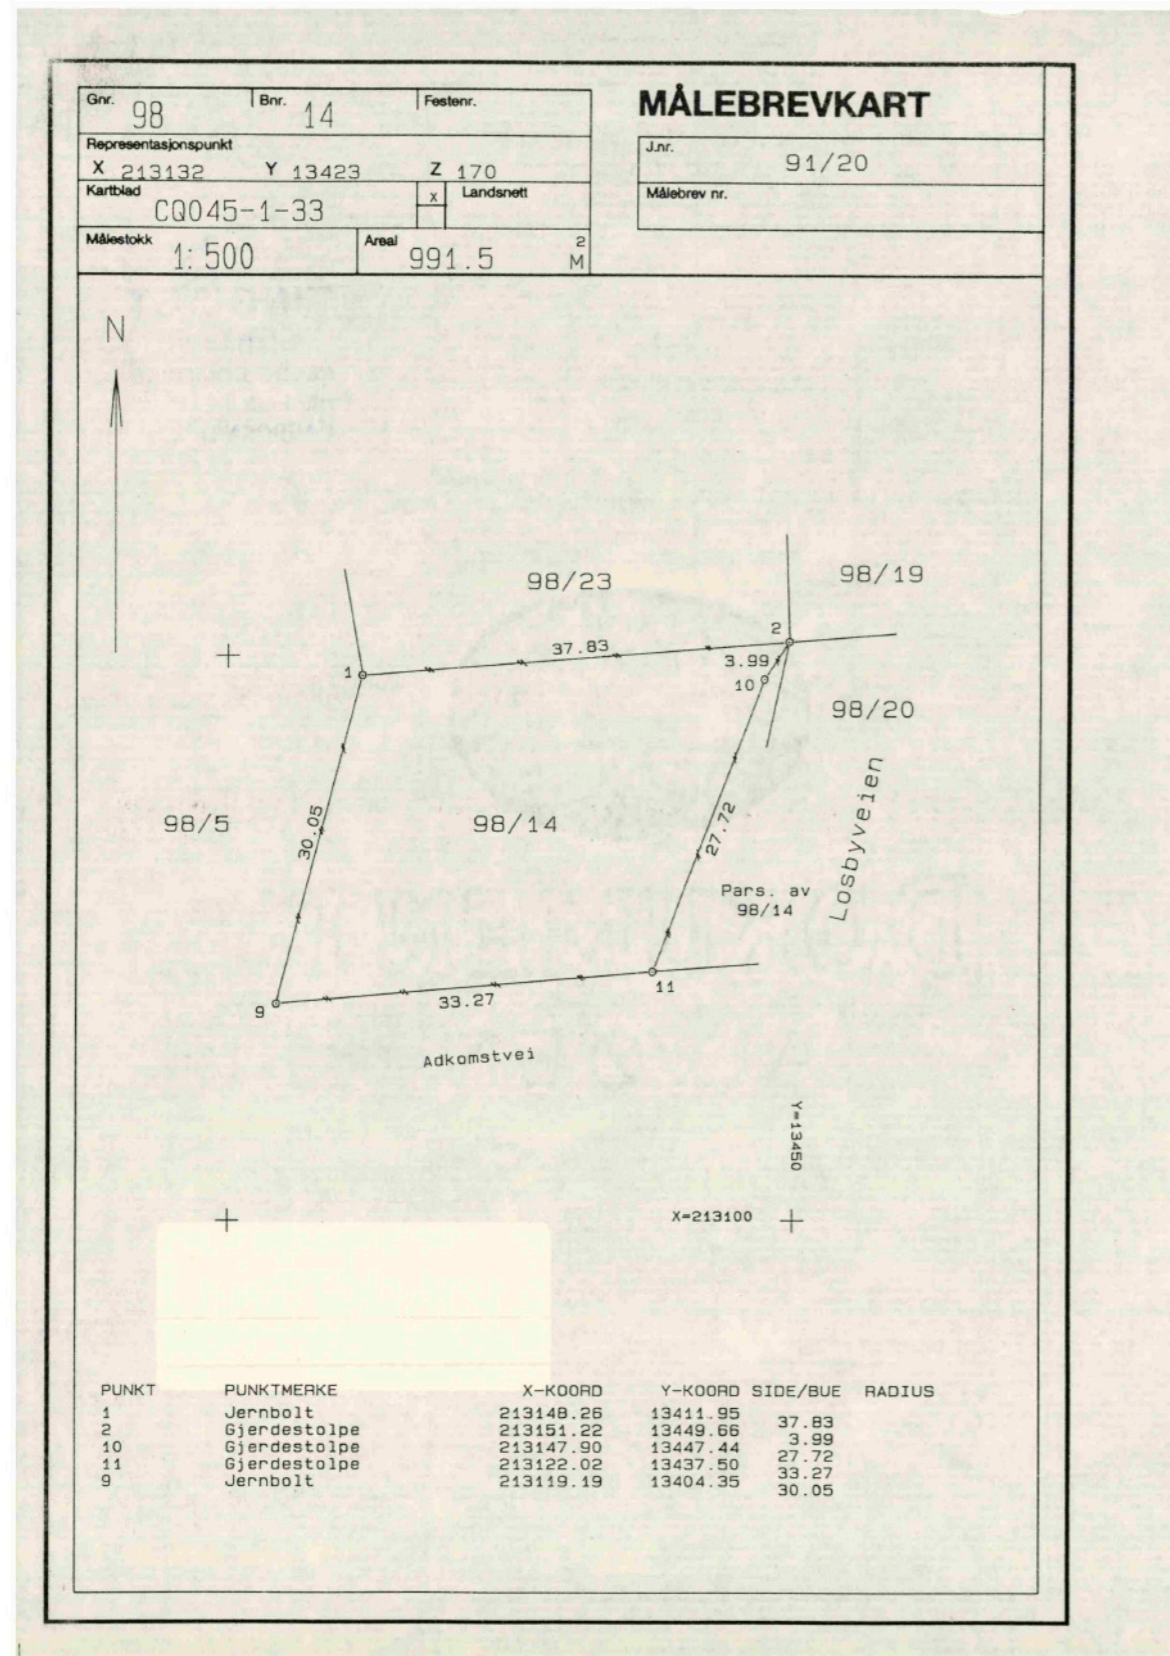 Gnr. 98 Bnr. 14 Festenr.
MÅLEBREVKART
Representasjonspunkt
X 213132 Y 13423 Z 170
J.nr. 91/20
Kartblad CQ045-1-33 x Landsnett
Målebrev nr.
Målestokk 1:500 Areal 991.5 M2
N
98/23
98/19
2
37.83
3.99
1
10
98/20
98/5
30.05
98/14
27.72
Losbyveien
Pars. av
98/14
11
9
33.27
Adkomstvei
Y=13450
X=213100
PUNKT PUNKTMERKE X-KOORD Y-KOORD SIDE/BUE RADIUS
1 Jernbolt 213148.26 13411.95
37.83
2 Gjerdestolpe 213151.22 13449.66
3.99
10 Gjerdestolpe 213147.90 13447.44
27.72
11 Gjerdestolpe 213122.02 13437.50
33.27
9 Jernbolt 213119.19 13404.35
30.05